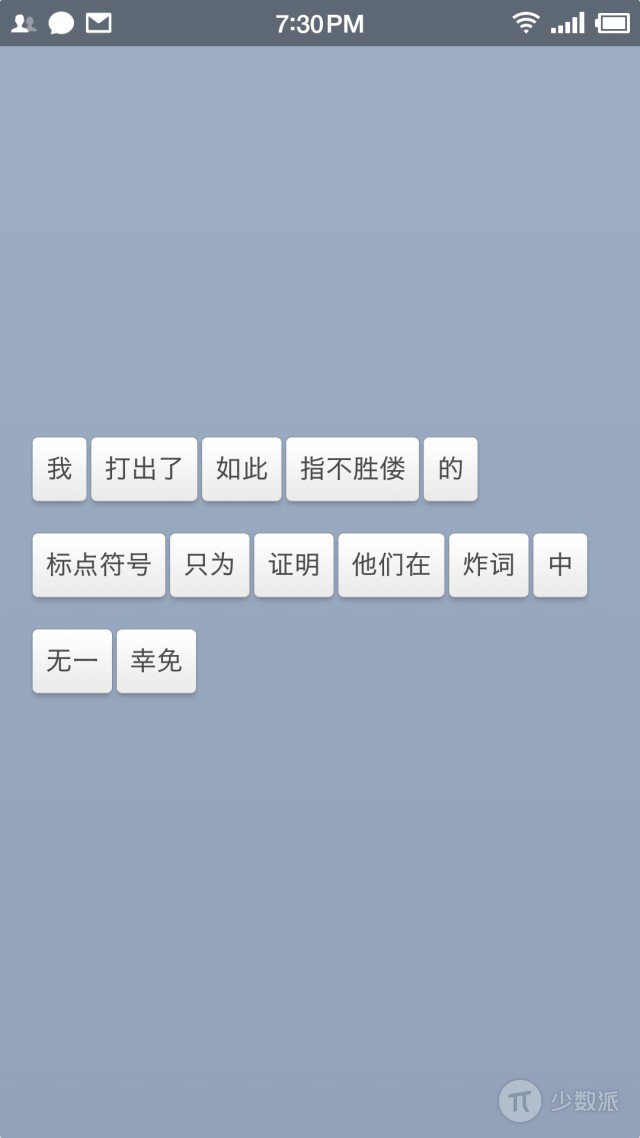 7:30PM
我 打出了 如此 指不胜偻 的
标点符号 只为 证明 他们在 炸词 中
无一 幸免
少数派